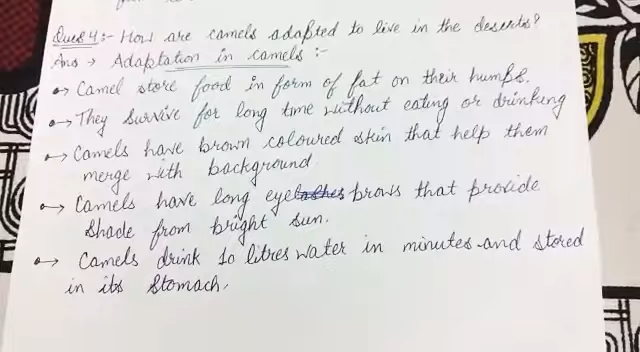 Ques 4:- How are camels adapted to live in the deserts?
Ans → Adaptation in camels :-
→ Camel store food in form of fat on their humps.
→ They survive for long time without eating or drinking
→ Camels have brown coloured skin that help them
merge with background
→ Camels have long eyelashes brows that provide
shade from bright sun.
→ Camels drink 10 litres water in minutes and stored
in its stomach.